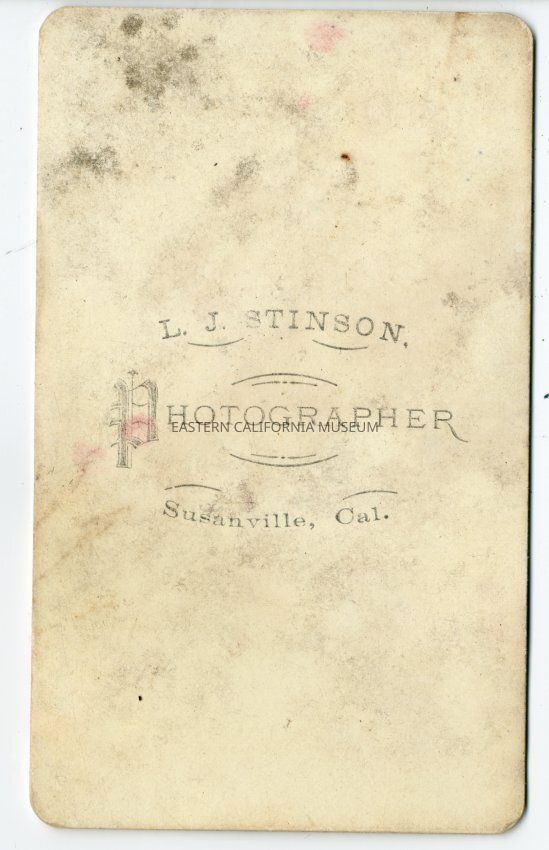 L. J. STINSON,
PHOTOGRAPHER
EASTERN CALIFORNIA MUSEUM
Susanville, Cal.